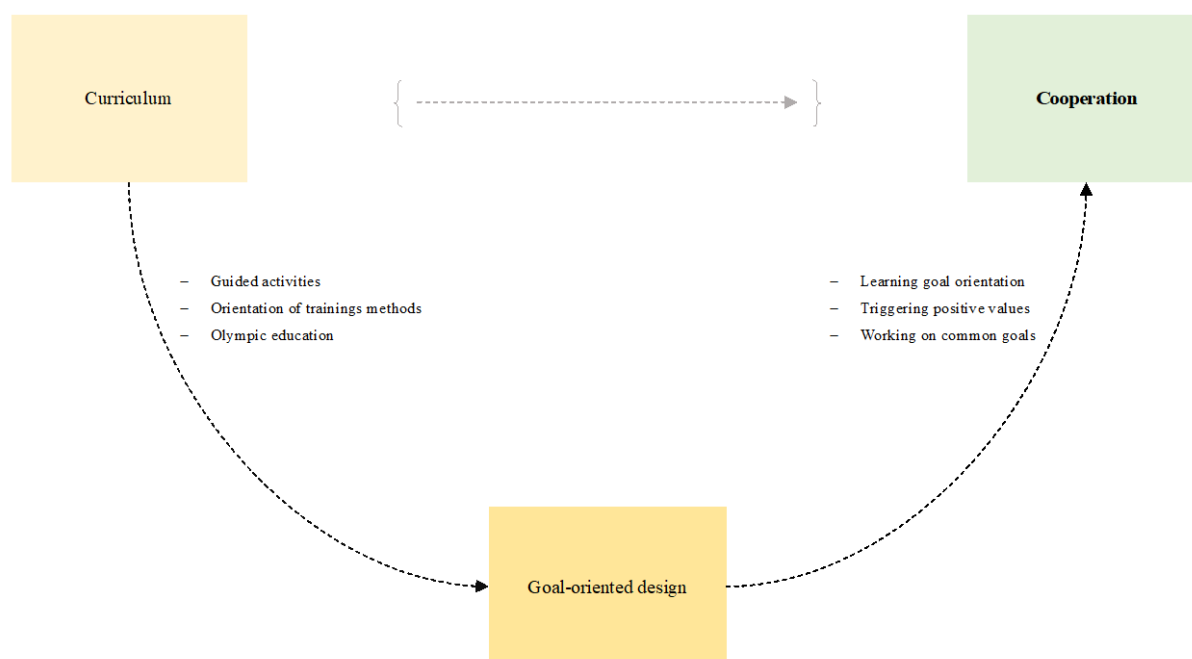 Curriculum
Cooperation
– Guided activities
– Orientation of trainings methods
– Olympic education
– Learning goal orientation
– Triggering positive values
– Working on common goals
Goal-oriented design